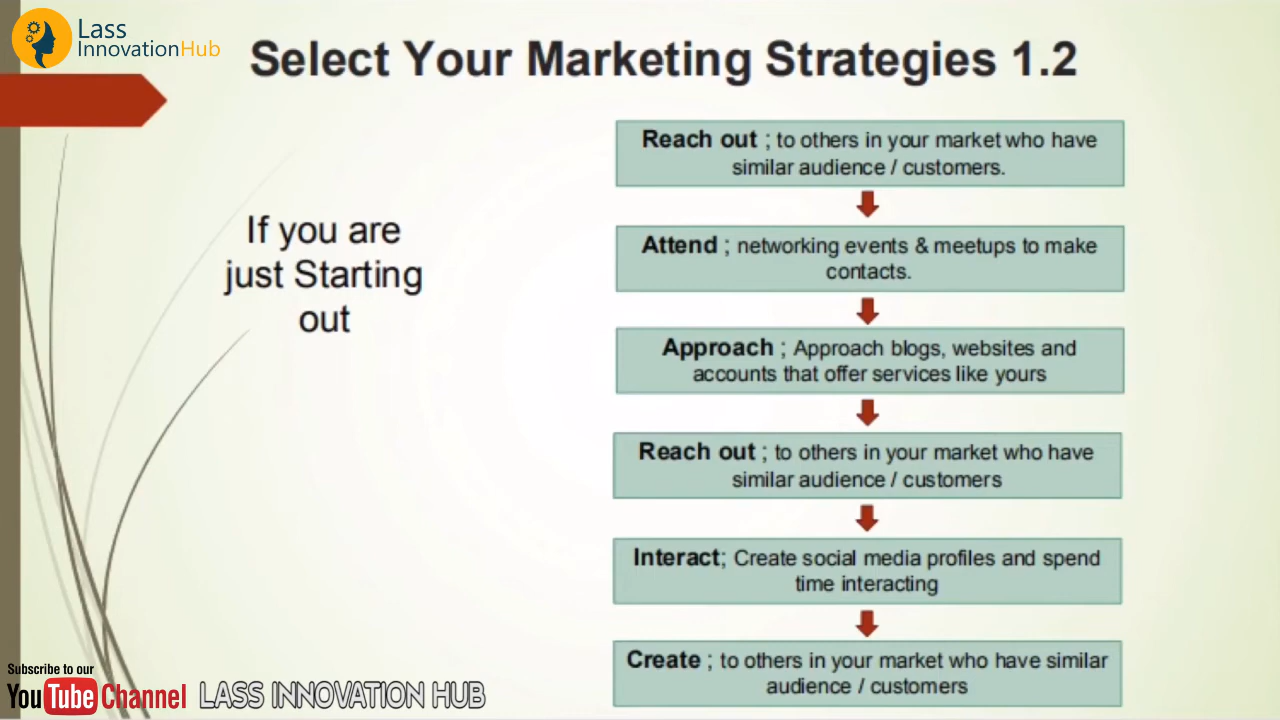 Lass
InnovationHub
Select Your Marketing Strategies 1.2
If you are
just Starting
out
Reach out ; to others in your market who have
similar audience / customers.
Attend ; networking events & meetups to make
contacts.
Approach ; Approach blogs, websites and
accounts that offer services like yours
Reach out ; to others in your market who have
similar audience / customers
Interact; Create social media profiles and spend
time interacting
Create ; to others in your market who have similar
audience / customers
Subscribe to our
YouTube Channel
LASS INNOVATION HUB